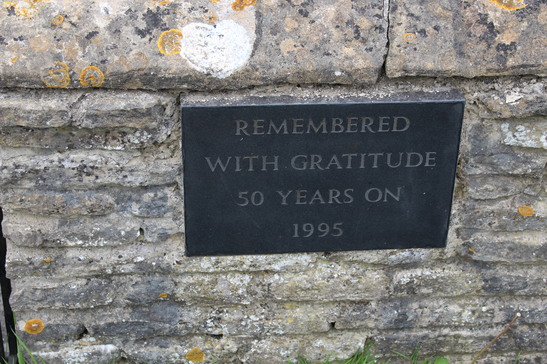 REMEMBERED
WITH GRATITUDE
50 YEARS ON
1995